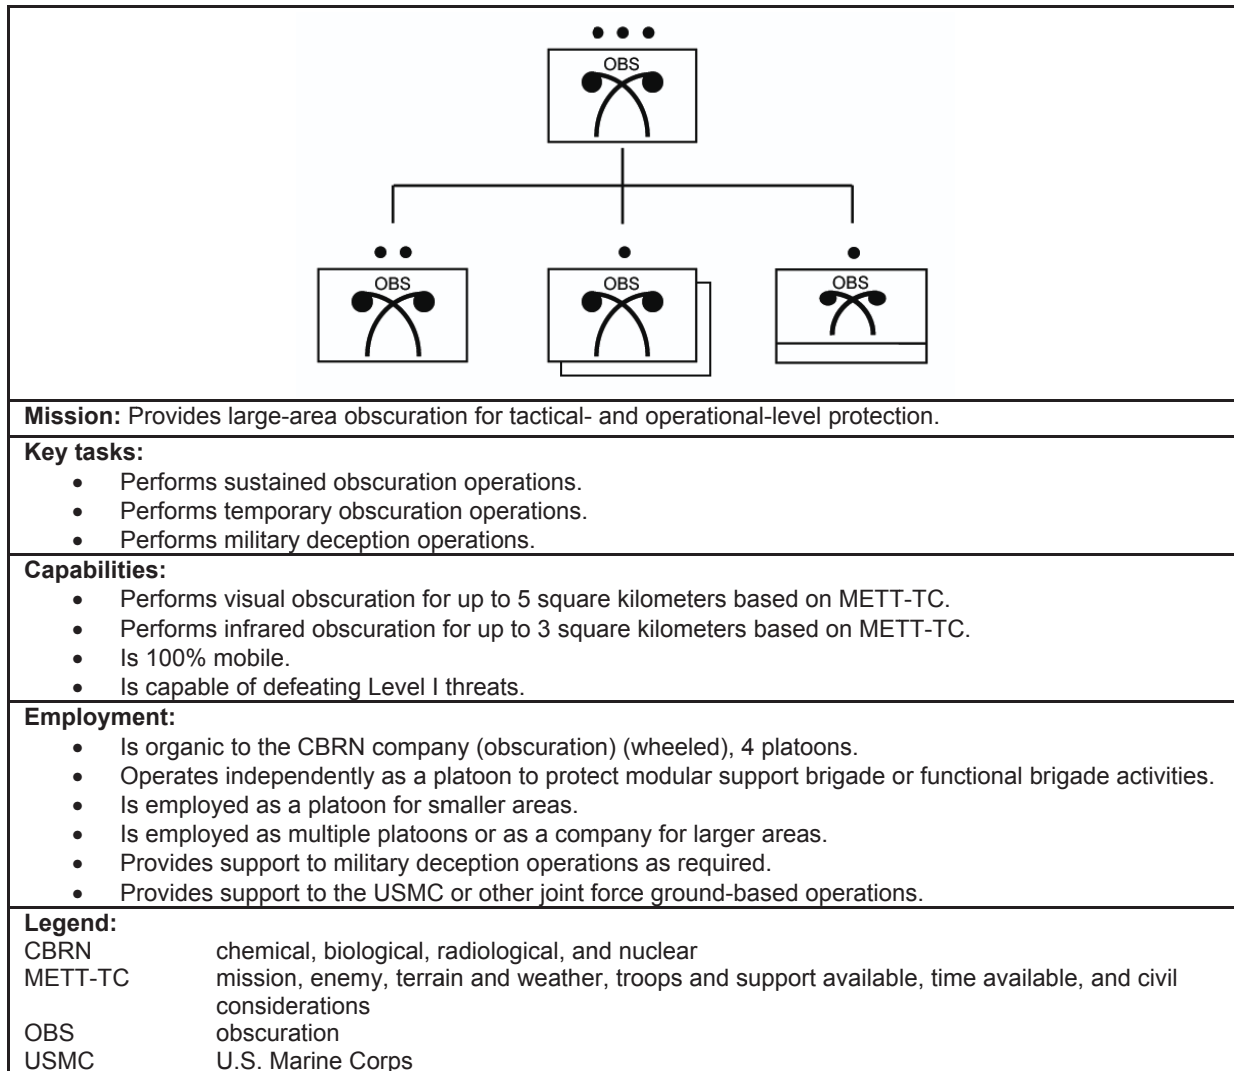 OBS
OBS
OBS
OBS
Mission: Provides large-area obscuration for tactical- and operational-level protection.
Key tasks:
• Performs sustained obscuration operations.
• Performs temporary obscuration operations.
• Performs military deception operations.
Capabilities:
• Performs visual obscuration for up to 5 square kilometers based on METT-TC.
• Performs infrared obscuration for up to 3 square kilometers based on METT-TC.
• Is 100% mobile.
• Is capable of defeating Level I threats.
Employment:
• Is organic to the CBRN company (obscuration) (wheeled), 4 platoons.
• Operates independently as a platoon to protect modular support brigade or functional brigade activities.
• Is employed as a platoon for smaller areas.
• Is employed as multiple platoons or as a company for larger areas.
• Provides support to military deception operations as required.
• Provides support to the USMC or other joint force ground-based operations.
Legend:
CBRN chemical, biological, radiological, and nuclear
METT-TC mission, enemy, terrain and weather, troops and support available, time available, and civil
considerations
OBS obscuration
USMC U.S. Marine Corps